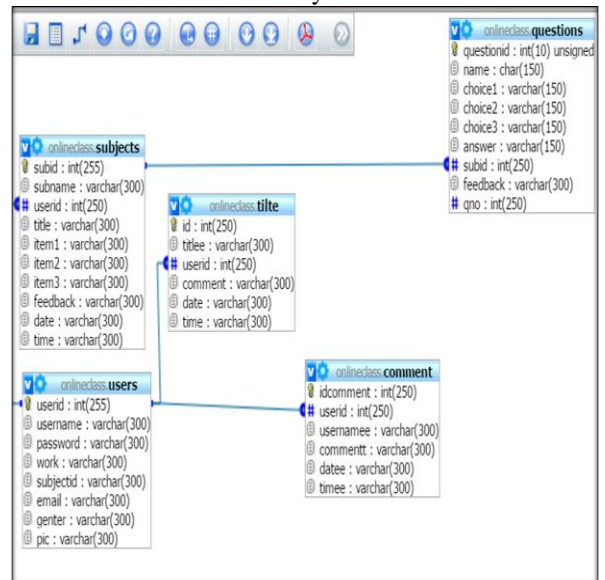 onlineclass.questions
questionid : int(10) unsigned
name : char(150)
choice1 : varchar(150)
choice2 : varchar(150)
choice3 : varchar(150)
answer : varchar(150)
# subid : int(250)
feedback : varchar(300)
# qno : int(250)
v onlineclass.subjects
subid : int(255)
subname : varchar(300)
# userid : int(250)
title : varchar(300)
item1 : varchar(300)
item2 : varchar(300)
item3 : varchar(300)
feedback : varchar(300)
date : varchar(300)
time : varchar(300)
v onlineclass.tilte
id : int(250)
titlee : varchar(300)
# userid : int(250)
comment : varchar(300)
date : varchar(300)
time : varchar(300)
v onlineclass.users
userid : int(255)
username : varchar(300)
password : varchar(300)
work : varchar(300)
subjectid : varchar(300)
email : varchar(300)
genter : varchar(300)
pic : varchar(300)
v onlineclass.comment
idcomment : int(250)
# userid : int(250)
usernamee : varchar(300)
commentt : varchar(300)
datee : varchar(300)
timee : varchar(300)